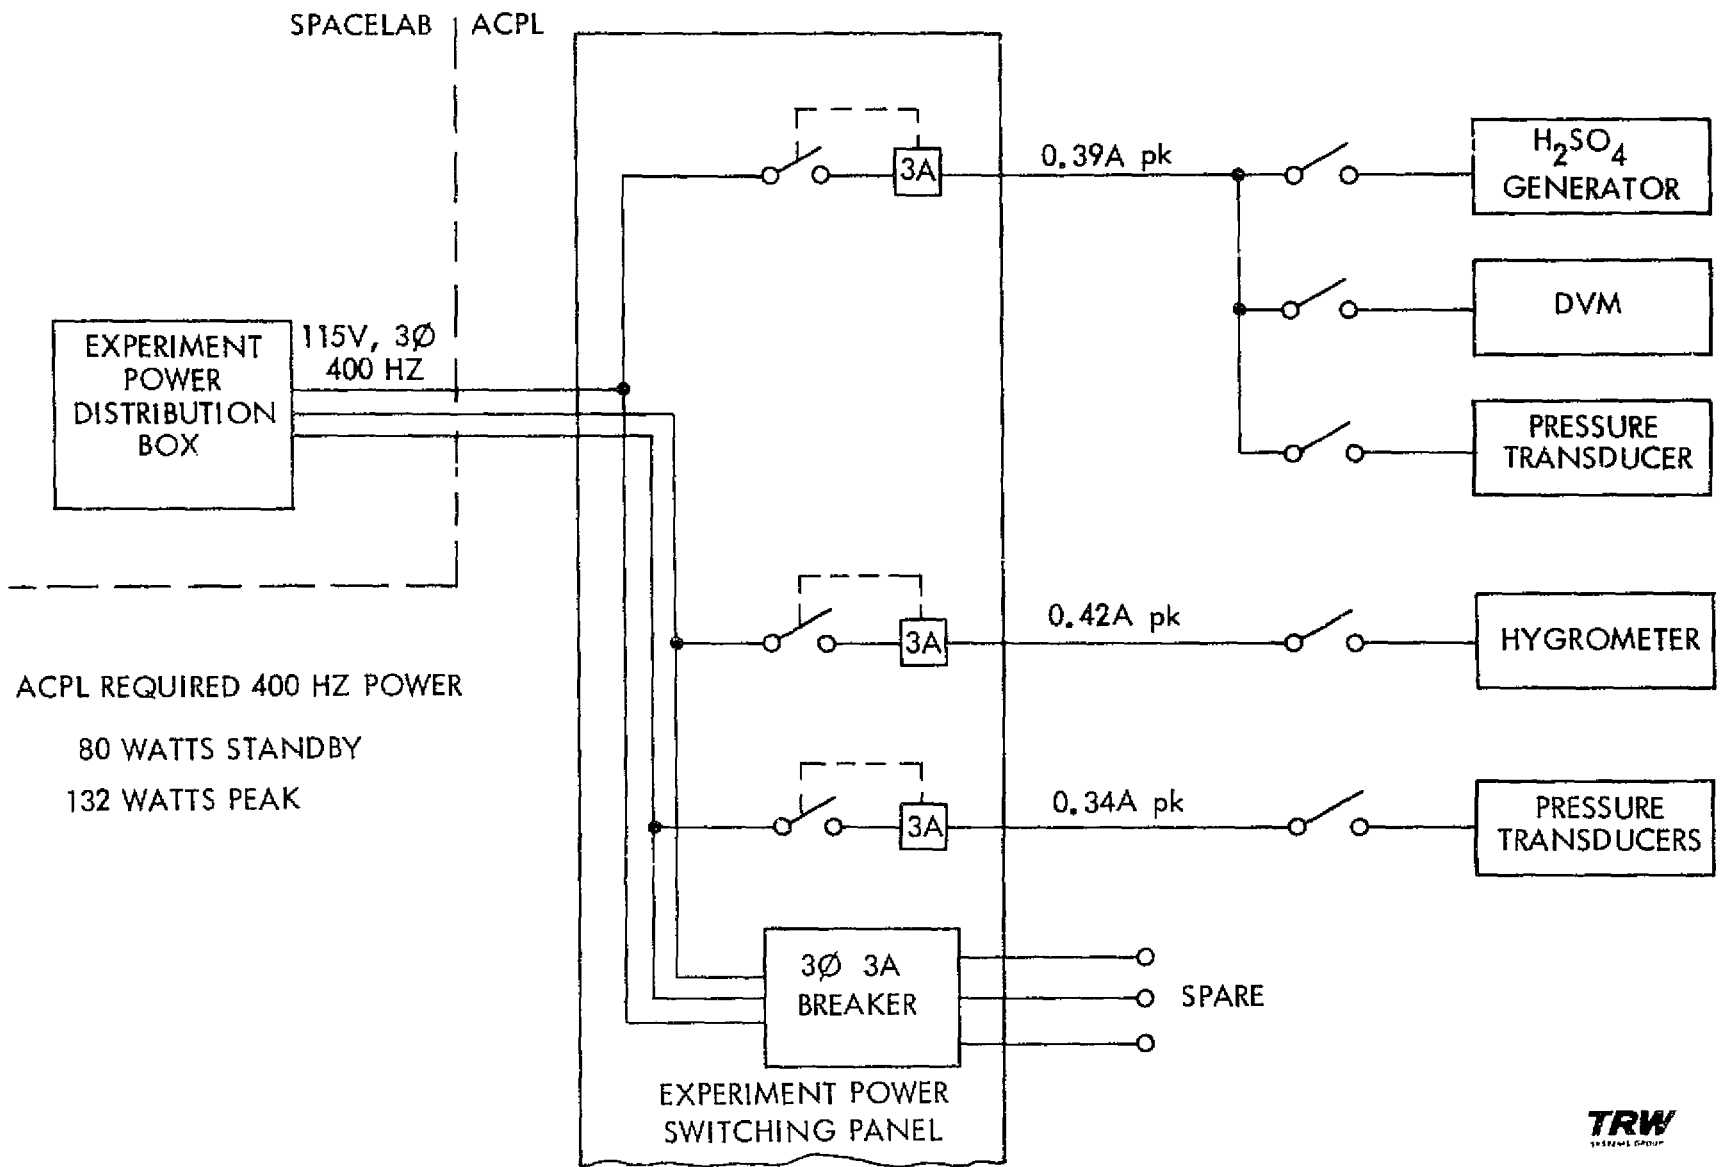 SPACELAB
ACPL
0.39A pk
3A
H2SO4
GENERATOR
DVM
115V, 3Ø
400 HZ
EXPERIMENT
POWER
DISTRIBUTION
BOX
PRESSURE
TRANSDUCER
0.42A pk
3A
HYGROMETER
ACPL REQUIRED 400 HZ POWER
80 WATTS STANDBY
132 WATTS PEAK
0.34A pk
3A
PRESSURE
TRANSDUCERS
3Ø 3A
BREAKER
SPARE
EXPERIMENT POWER
SWITCHING PANEL
TRW
SYSTEMS GROUP